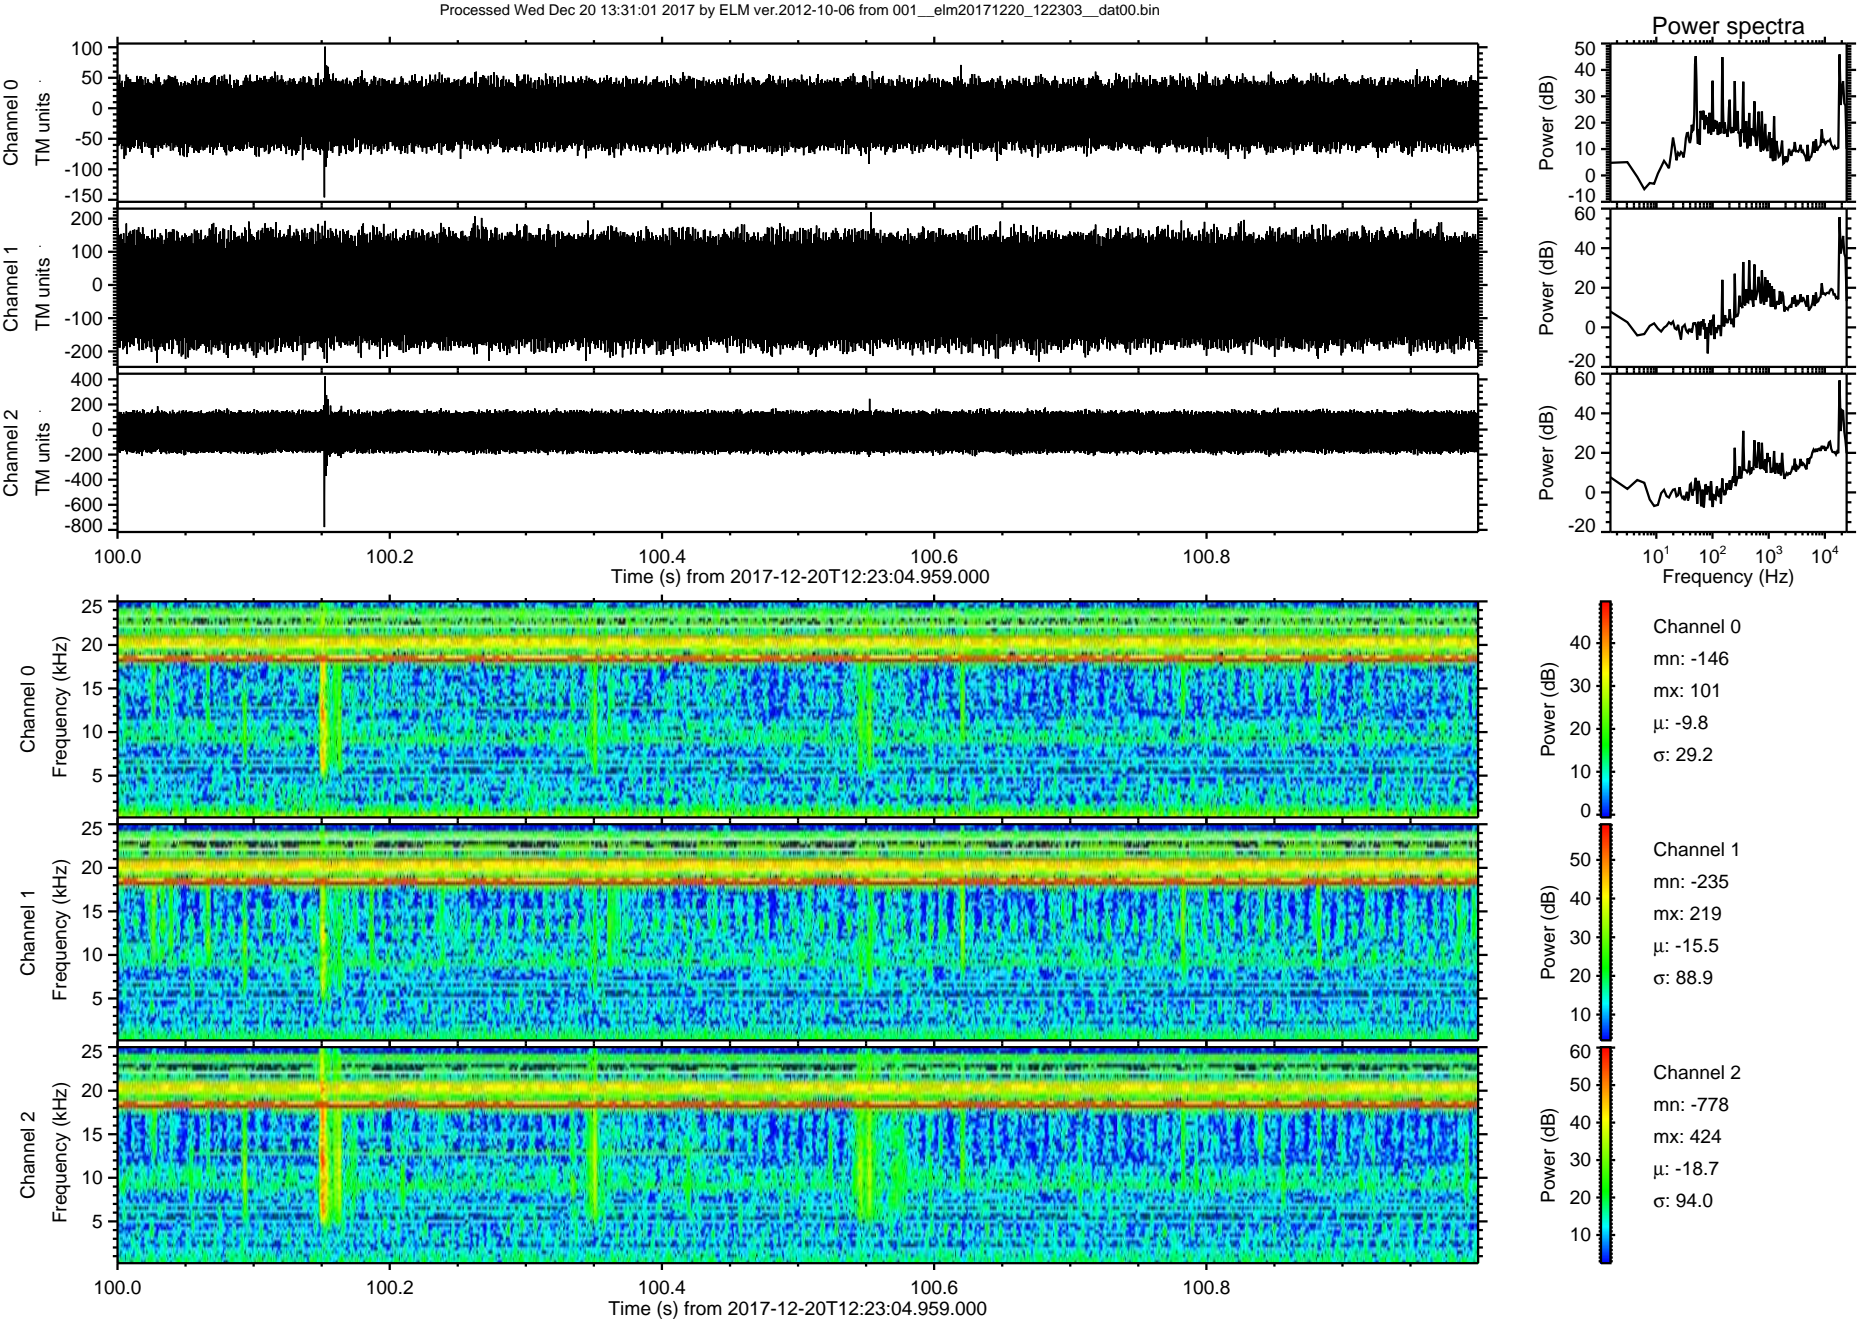 Processed Wed Dec 20 13:31:01 2017 by ELM ver.2012-10-06 from 001__elm20171220_122303__dat00.bin
Power spectra
Channel 0
TM units
100
50
0
-50
-100
-150
Power (dB)
50
40
30
20
10
0
-10
Channel 1
TM units
200
100
0
-100
-200
Power (dB)
60
40
20
0
-20
Channel 2
TM units
400
200
0
-200
-400
-600
-800
Power (dB)
60
40
20
0
-20
100.0 100.2 100.4 100.6 100.8
Time (s) from 2017-12-20T12:23:04.959.000
10^1 10^2 10^3 10^4
Frequency (Hz)
Channel 0
Frequency (kHz)
25
20
15
10
5
Power (dB)
40
30
20
10
0
Channel 0
mn: -146
mx: 101
μ: -9.8
σ: 29.2
Channel 1
Frequency (kHz)
25
20
15
10
5
Power (dB)
50
40
30
20
10
Channel 1
mn: -235
mx: 219
μ: -15.5
σ: 88.9
Channel 2
Frequency (kHz)
25
20
15
10
5
Power (dB)
60
50
40
30
20
10
Channel 2
mn: -778
mx: 424
μ: -18.7
σ: 94.0
100.0 100.2 100.4 100.6 100.8
Time (s) from 2017-12-20T12:23:04.959.000